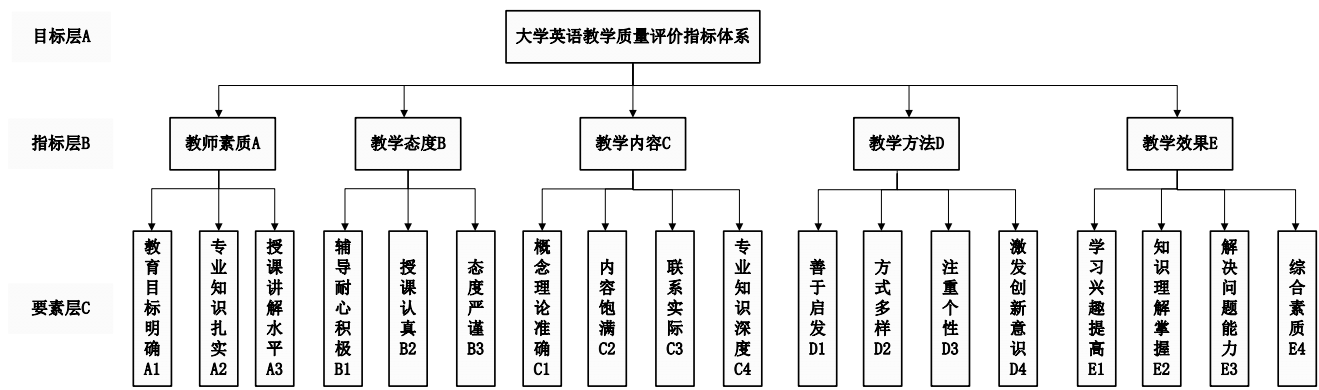 目标层A
大学英语教学质量评价指标体系
指标层B
教师素质A
教学态度B
教学内容C
教学方法D
教学效果E
要素层C
教育目标明确A1
专业知识扎实A2
授课讲解水平A3
辅导耐心积极B1
授课认真B2
态度严谨B3
概念理论准确C1
内容饱满C2
联系实际C3
专业知识深度C4
善于启发D1
方式多样D2
注重个性D3
激发创新意识D4
学习兴趣提高E1
知识理解掌握E2
解决问题能力E3
综合素质E4